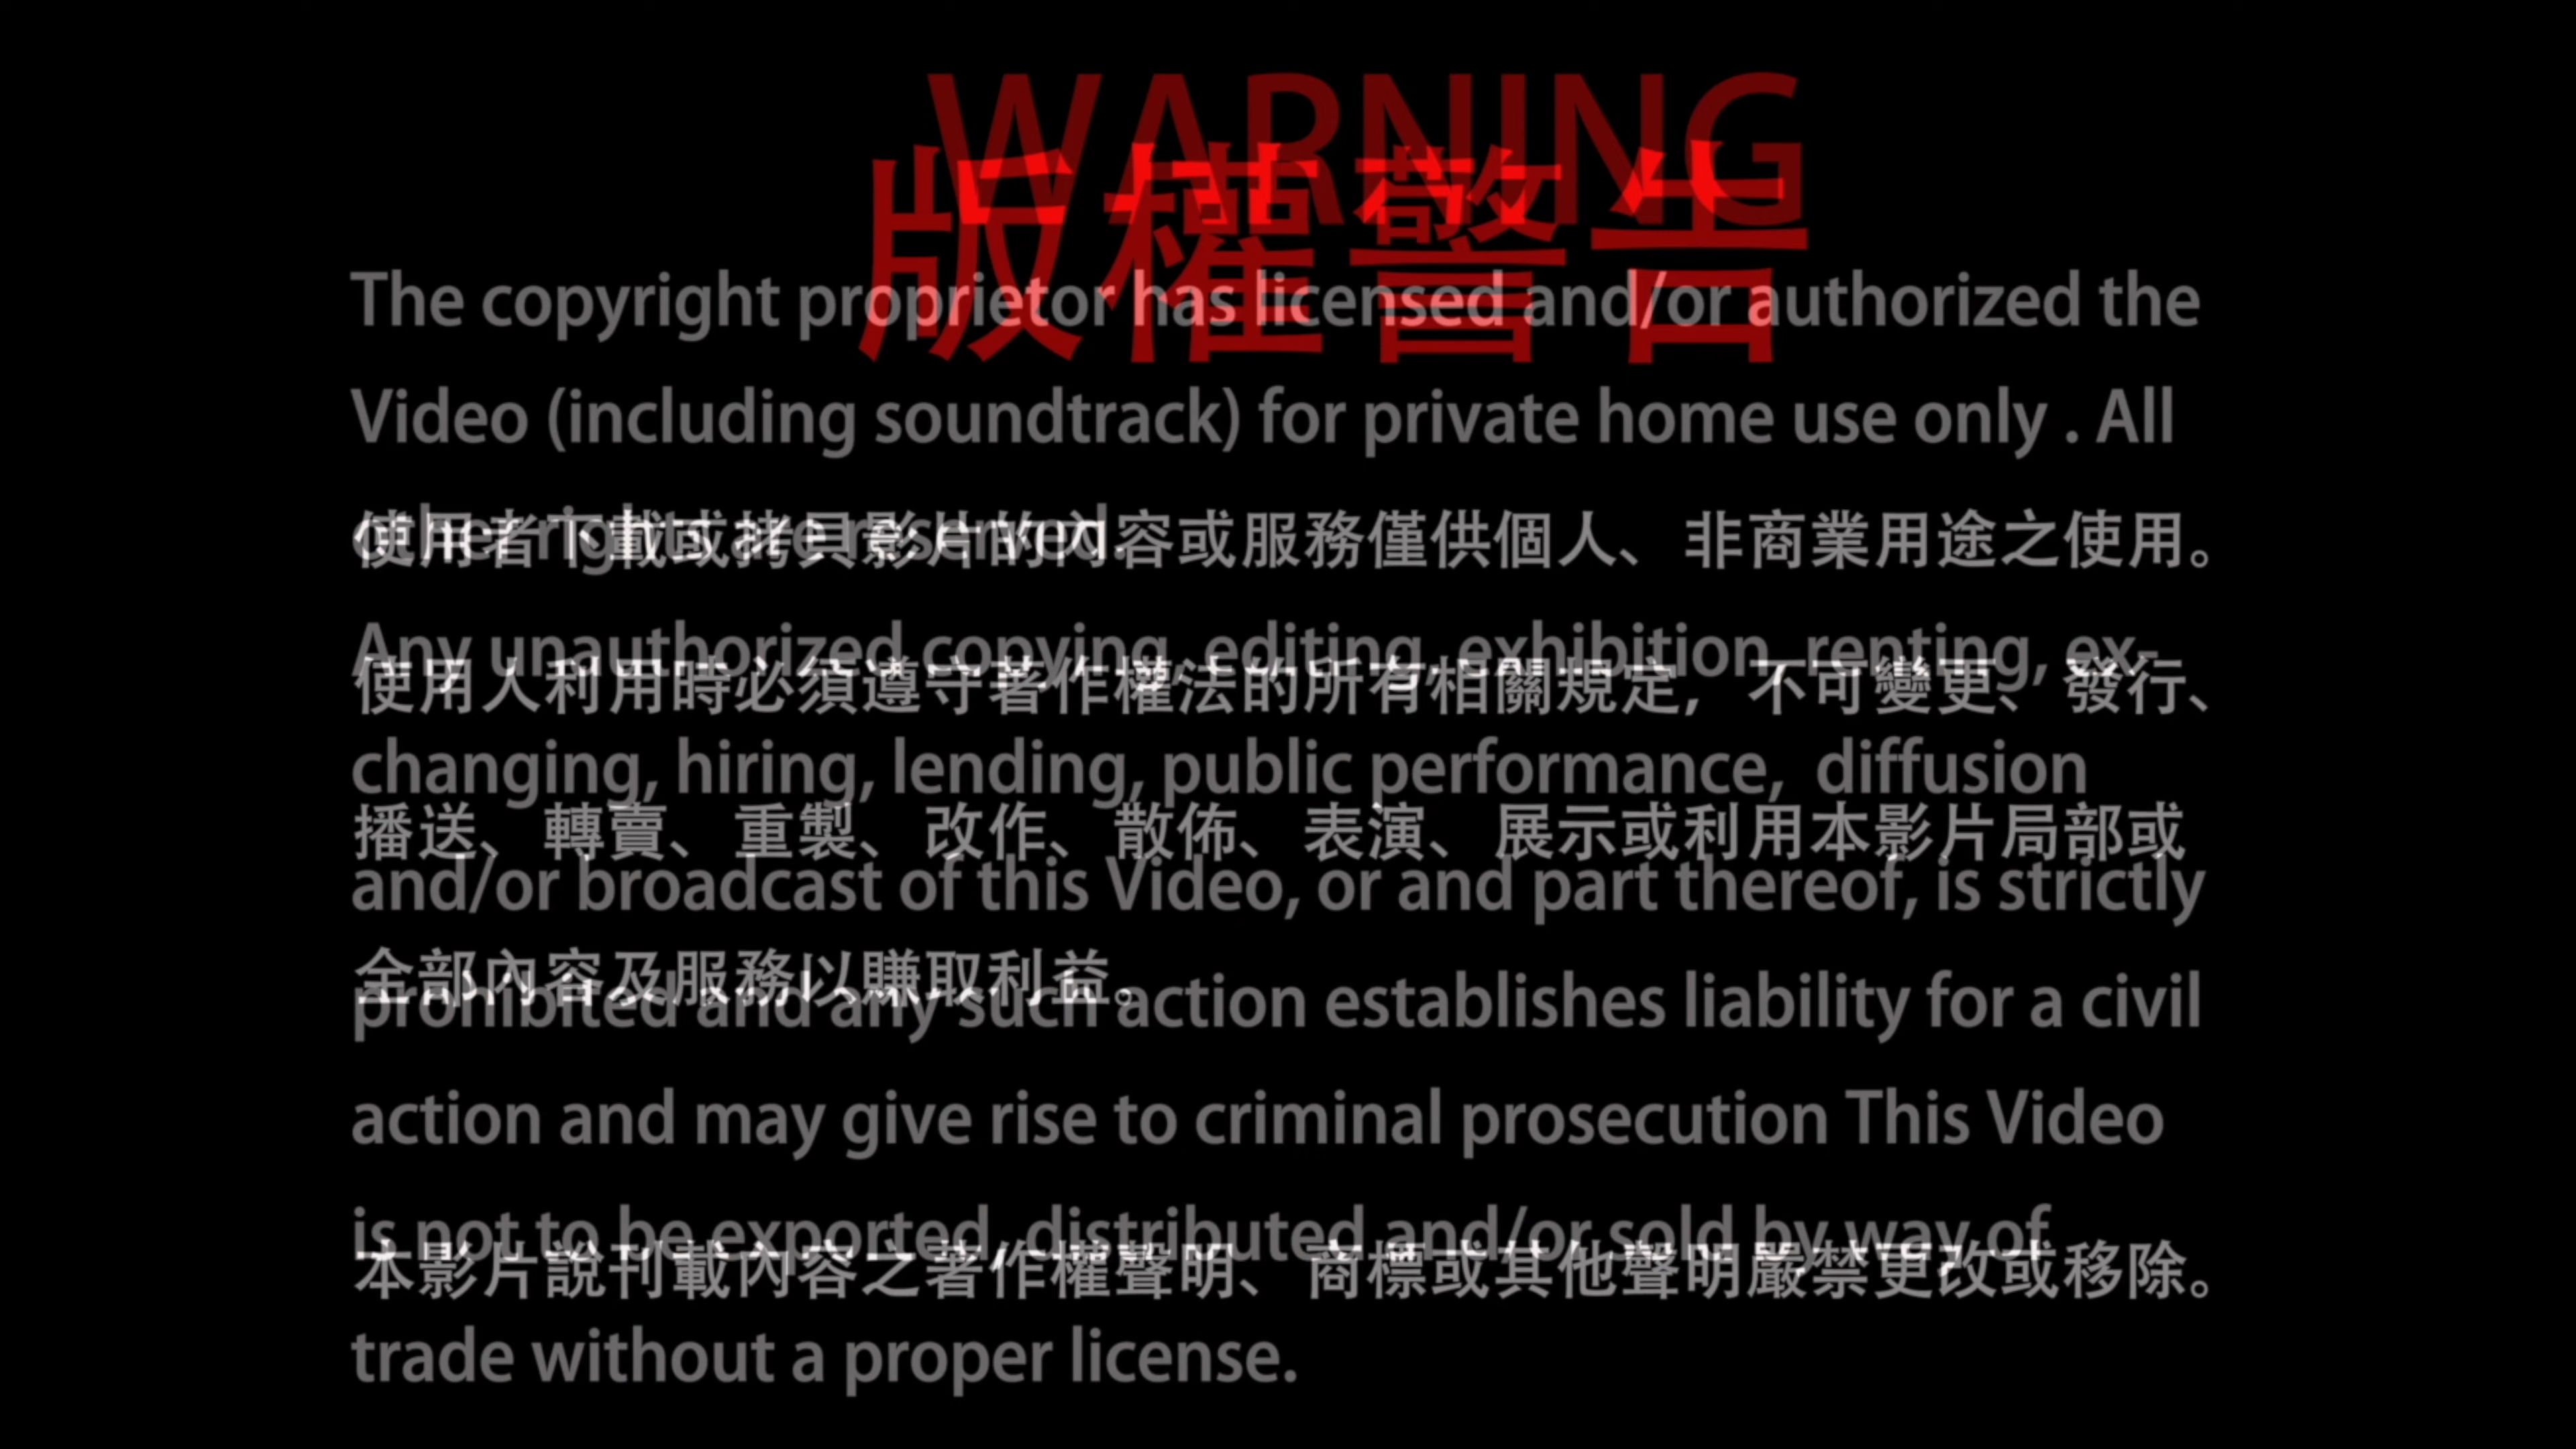 WARNING
版權警告
The copyright proprietor has licensed and/or authorized the
Video (including soundtrack) for private home use only . All
other rights are reserved.
使用者下載或拷貝影片的內容或服務僅供個人、非商業用途之使用。
Any unauthorized copying, editing, exhibition, renting, ex-
使用人利用時必須遵守著作權法的所有相關規定, 不可變更、發行、
changing, hiring, lending, public performance, diffusion
播送、轉賣、重製、改作、散佈、表演、展示或利用本影片局部或
and/or broadcast of this Video, or and part thereof, is strictly
全部內容及服務以賺取利益。
prohibited and any such action establishes liability for a civil
action and may give rise to criminal prosecution This Video
is not to be exported, distributed and/or sold by way of
本影片說刊載內容之著作權聲明、商標或其他聲明嚴禁更改或移除。
trade without a proper license.